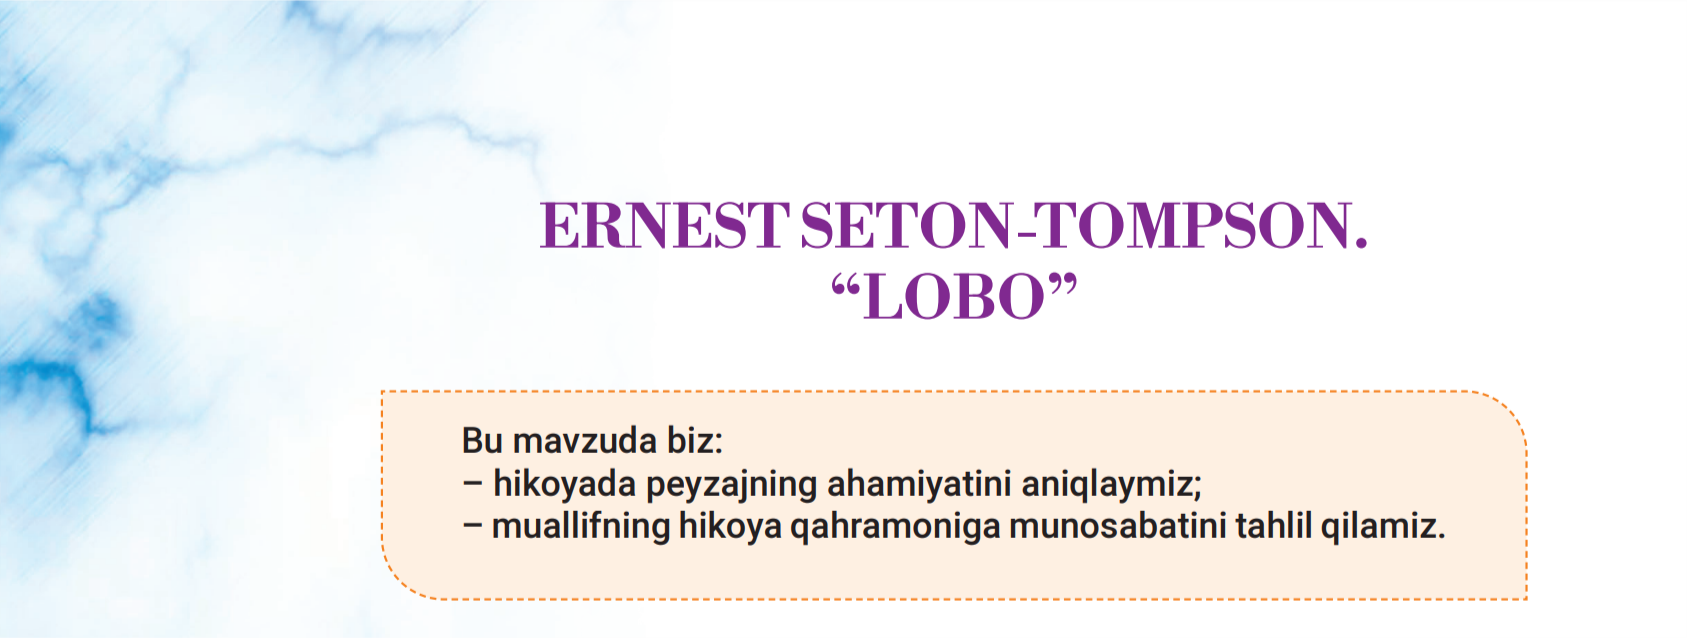 ERNEST SETON-TOMPSON.
“LOBO”
Bu mavzuda biz:
– hikoyada peyzajning ahamiyatini aniqlaymiz;
– muallifning hikoya qahramoniga munosabatini tahlil qilamiz.